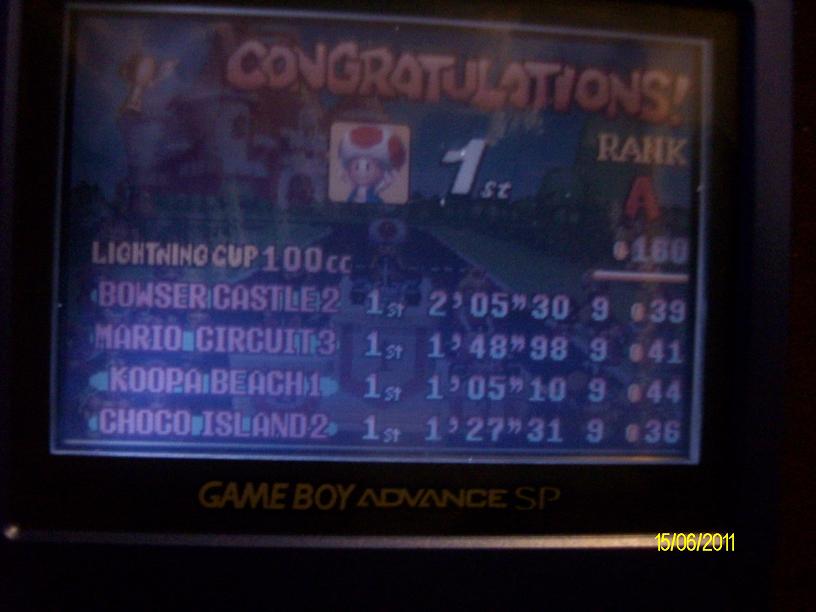 CONGRATULATIONS!
1st RANK
A
LIGHTNING CUP 100cc 160
BOWSER CASTLE 2 1st 2'05"30 9 39
MARIO CIRCUIT 3 1st 1'48"98 9 41
KOOPA BEACH 1 1st 1'05"10 9 44
CHOCO ISLAND 2 1st 1'27"31 9 36
GAME BOY ADVANCE SP
15/06/2011